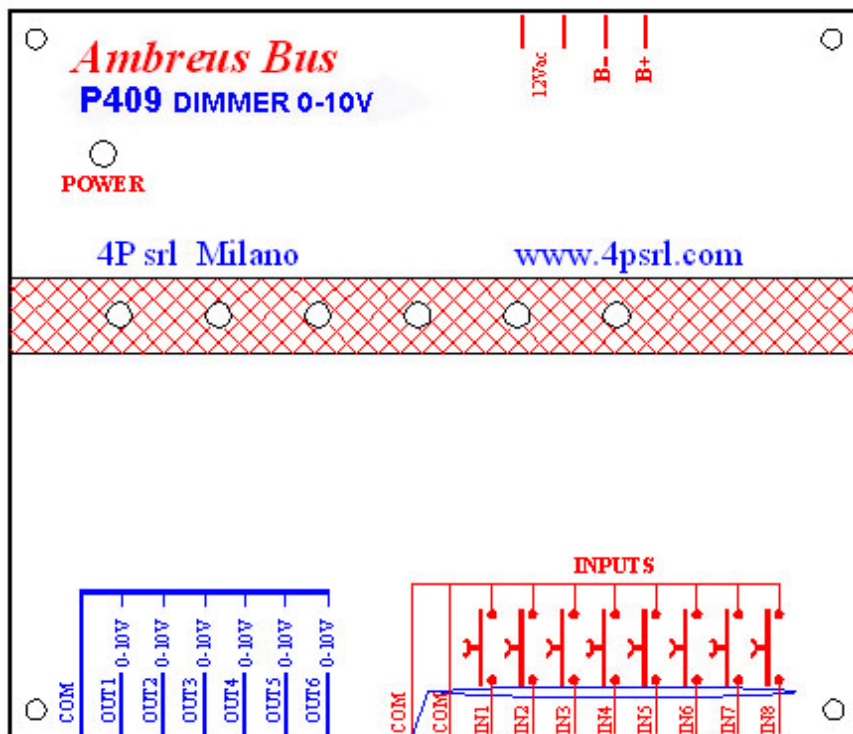 Ambreus Bus
P409 DIMMER 0-10V
12Vac
B-
B+
POWER
4P srl Milano
www.4psrl.com
INPUTS
COM
OUT1 0-10V
OUT2 0-10V
OUT3 0-10V
OUT4 0-10V
OUT5 0-10V
OUT6 0-10V
COM
COM
IN1
IN2
IN3
IN4
IN5
IN6
IN7
IN8